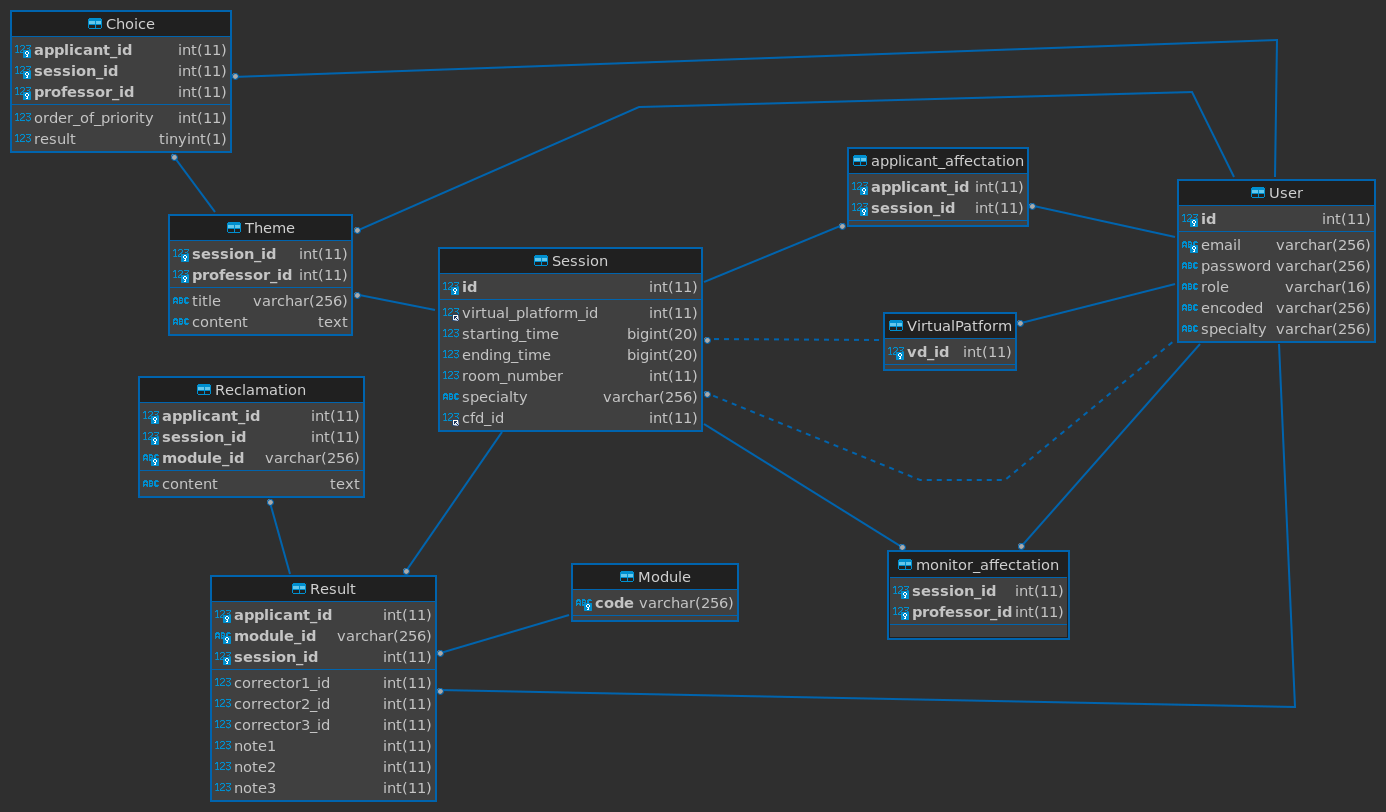 Choice
applicant_id int(11)
session_id int(11)
professor_id int(11)
order_of_priority int(11)
result tinyint(1)
Theme
session_id int(11)
professor_id int(11)
title varchar(256)
content text
Reclamation
applicant_id int(11)
session_id int(11)
module_id varchar(256)
content text
Result
applicant_id int(11)
module_id varchar(256)
session_id int(11)
corrector1_id int(11)
corrector2_id int(11)
corrector3_id int(11)
note1 int(11)
note2 int(11)
note3 int(11)
Session
id int(11)
virtual_platform_id int(11)
starting_time bigint(20)
ending_time bigint(20)
room_number int(11)
specialty varchar(256)
cfd_id int(11)
Module
code varchar(256)
applicant_affectation
applicant_id int(11)
session_id int(11)
VirtualPatform
vd_id int(11)
monitor_affectation
session_id int(11)
professor_id int(11)
User
id int(11)
email varchar(256)
password varchar(256)
role varchar(16)
encoded varchar(256)
specialty varchar(256)